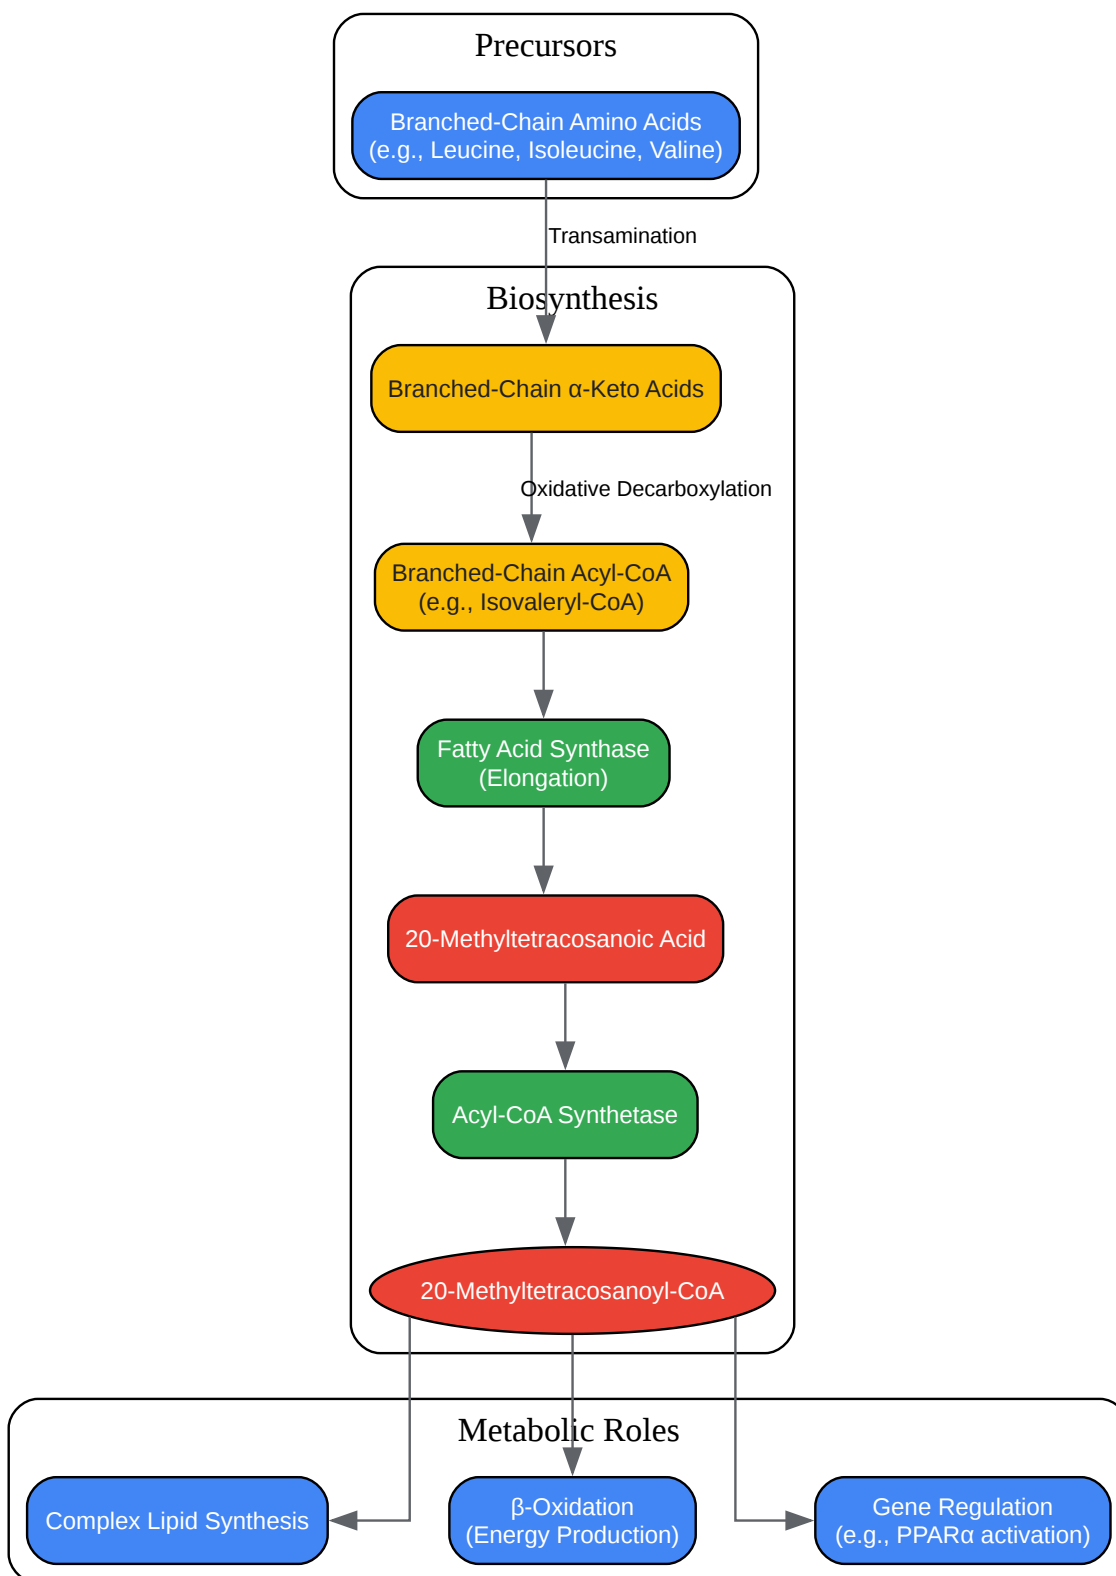 Precursors
Branched-Chain Amino Acids
(e.g., Leucine, Isoleucine, Valine)
Transamination
Biosynthesis
Branched-Chain α-Keto Acids
Oxidative Decarboxylation
Branched-Chain Acyl-CoA
(e.g., Isovaleryl-CoA)
Fatty Acid Synthase
(Elongation)
20-Methyltetracosanoic Acid
Acyl-CoA Synthetase
20-Methyltetracosanoyl-CoA
Metabolic Roles
Complex Lipid Synthesis
β-Oxidation
(Energy Production)
Gene Regulation
(e.g., PPARα activation)